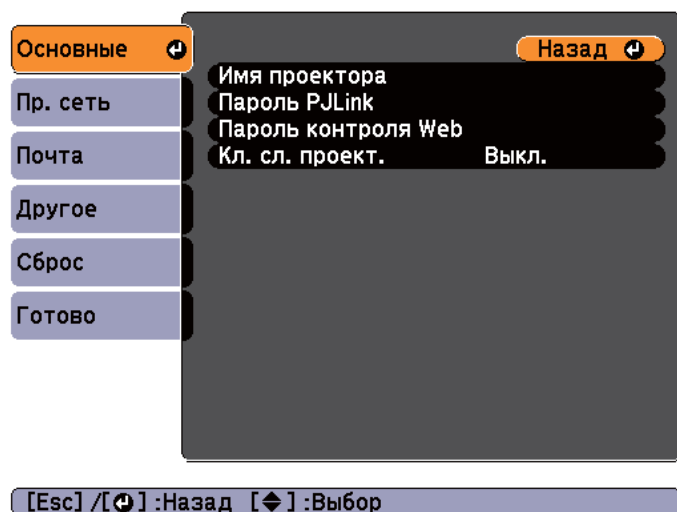 Основные
Назад
Имя проектора
Пр. сеть
Пароль PJLink
Пароль контроля Web
Почта
Кл. сл. проект. Выкл.
Другое
Сброс
Готово
[Esc] /[⏎] :Назад [◆] :Выбор